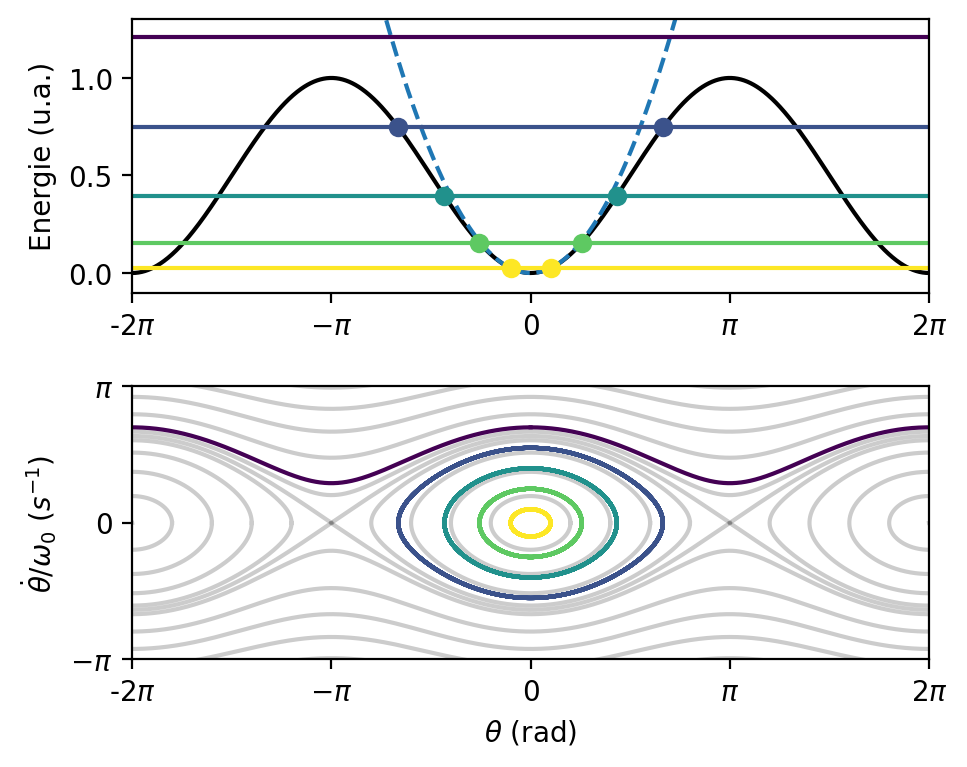 Energie (u.a.)
1.0
0.5
0.0
-2π
−π
0
π
2π
θ̇/ω₀ (s⁻¹)
π
0
−π
-2π
−π
0
π
2π
θ (rad)